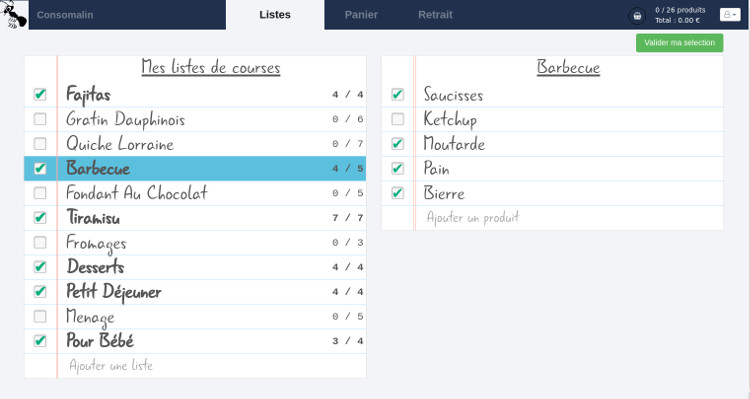 Consomalin Listes Panier Retrait 0 / 26 produits
Total : 0.00 €
Valider ma selection
Mes listes de courses
Fajitas 4 / 4
Gratin Dauphinois 0 / 6
Quiche Lorraine 0 / 7
Barbecue 4 / 5
Fondant Au Chocolat 0 / 5
Tiramisu 7 / 7
Fromages 0 / 3
Desserts 4 / 4
Petit Déjeuner 4 / 4
Menage 0 / 5
Pour Bébé 3 / 4
Ajouter une liste
Barbecue
Saucisses
Ketchup
Moutarde
Pain
Bierre
Ajouter un produit